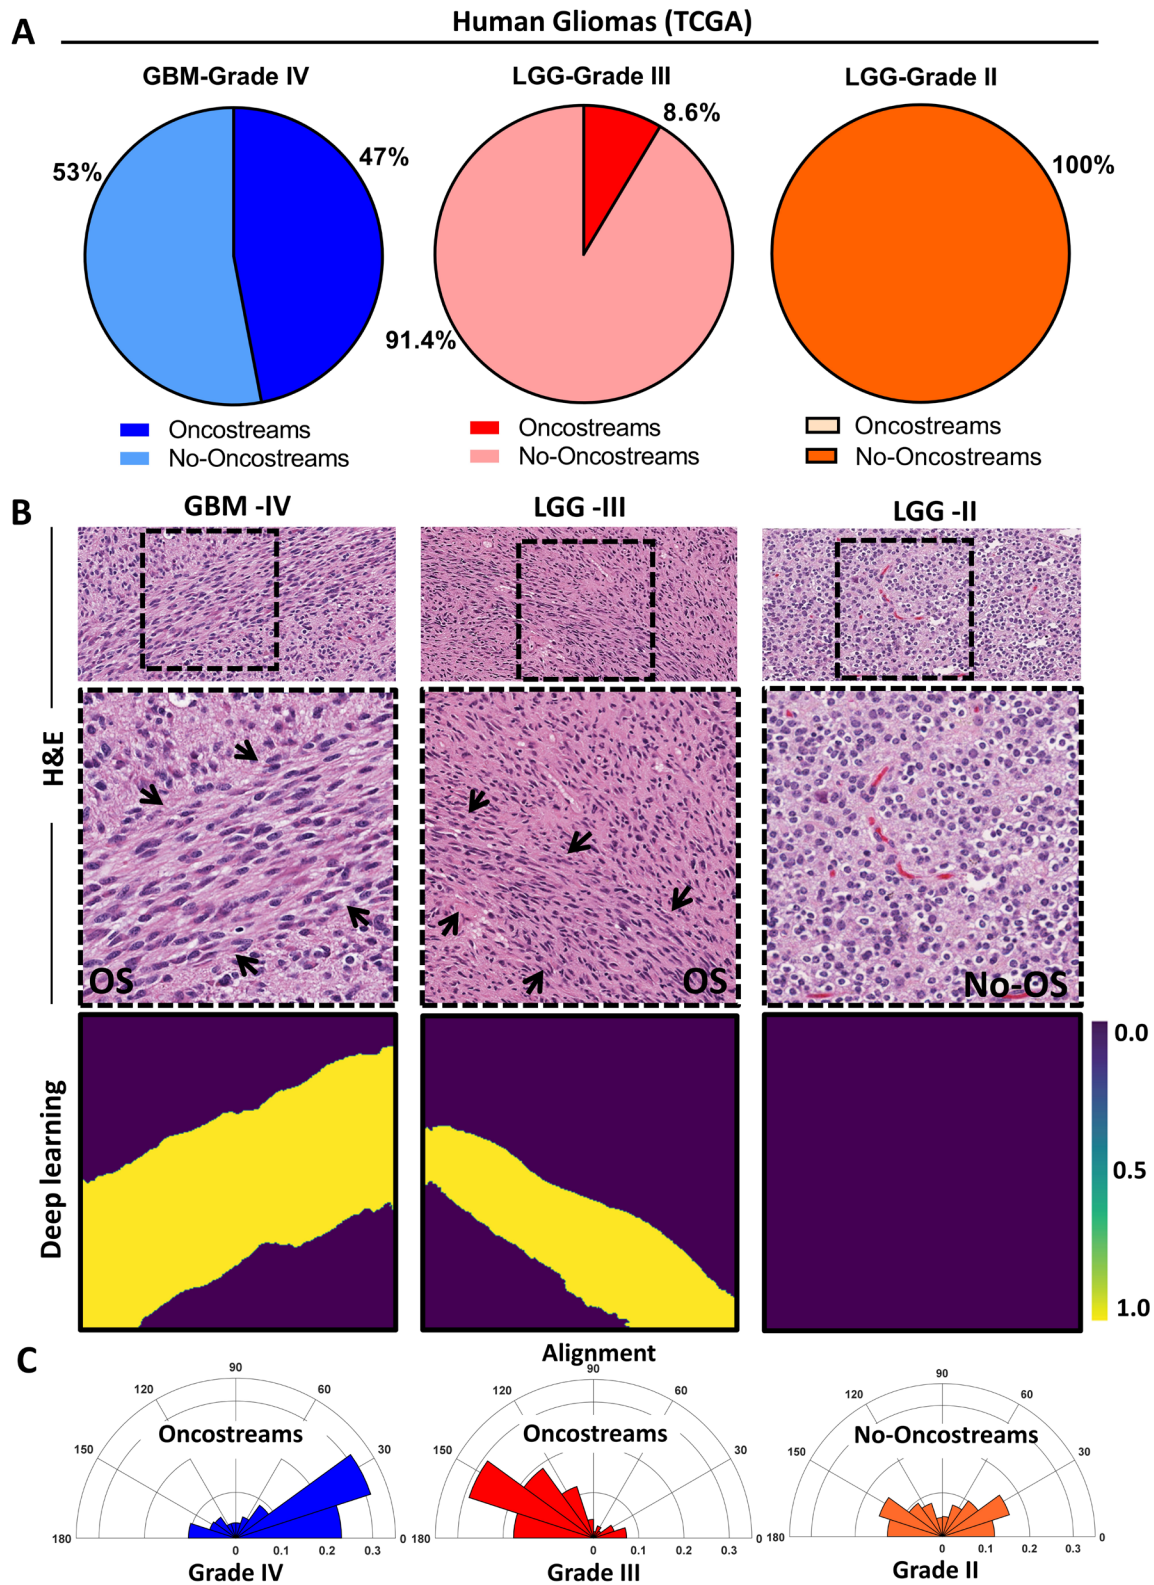 A
Human Gliomas (TCGA)
GBM-Grade IV
LGG-Grade III
LGG-Grade II
53%
47%
8.6%
91.4%
100%
Oncostreams
No-Oncostreams
Oncostreams
No-Oncostreams
Oncostreams
No-Oncostreams
B
GBM -IV
LGG -III
LGG -II
H&E
OS
OS
No-OS
Deep learning
0.0
0.5
1.0
C
Alignment
90
120
60
Oncostreams
150
30
180
0
0 0.1 0.2 0.3
Grade IV
90
120
60
Oncostreams
150
30
180
0
0 0.1 0.2 0.3
Grade III
90
120
60
No-Oncostreams
150
30
180
0
0 0.1 0.2 0.3
Grade II